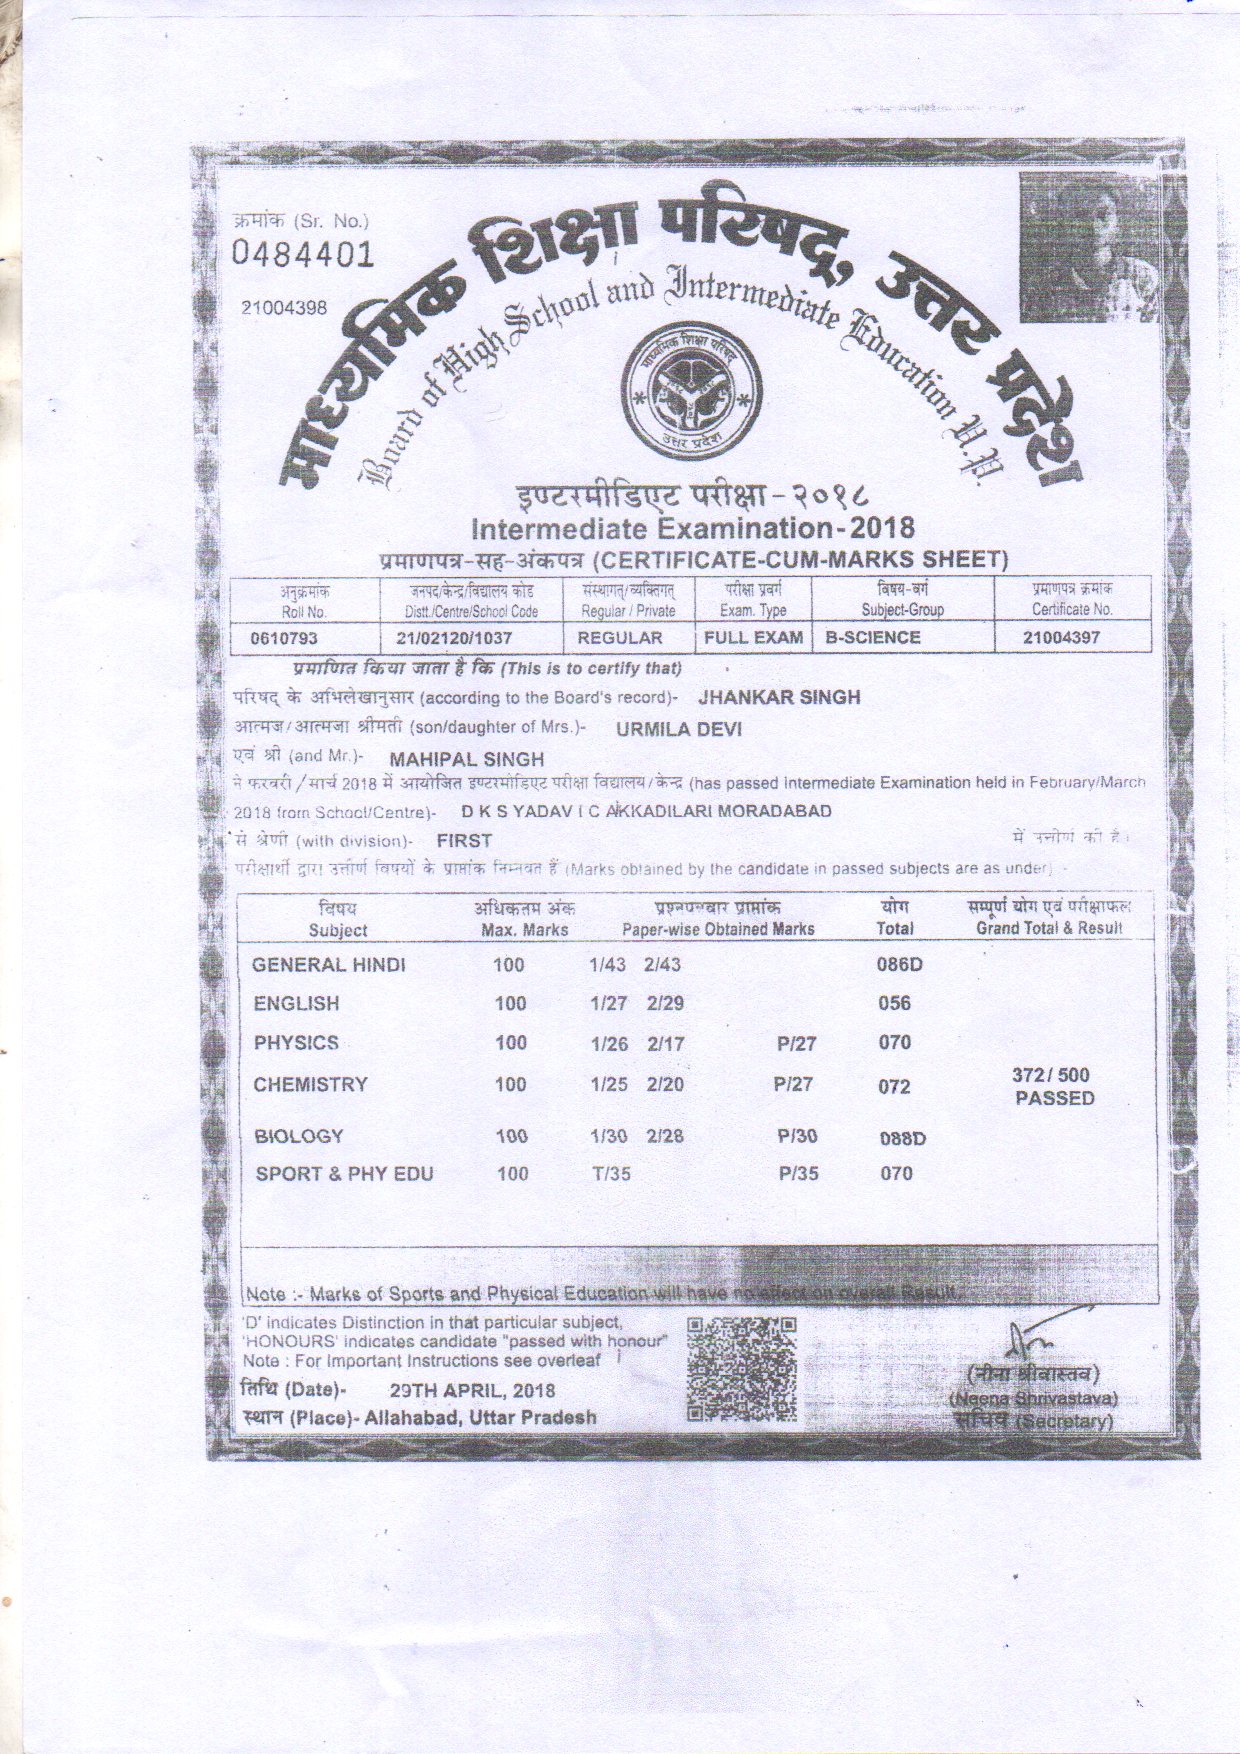 क्रमांक (Sr. No.)
0484401
21004398
माध्यमिक शिक्षा परिषद्, उत्तर प्रदेश
Board of High School and Intermediate Education U.P.
माध्यमिक शिक्षा परिषद्
उत्तर प्रदेश
इण्टरमीडिएट परीक्षा-२०१८
Intermediate Examination-2018
प्रमाणपत्र-सह-अंकपत्र (CERTIFICATE-CUM-MARKS SHEET)
अनुक्रमांक जनपद/केन्द्र/विद्यालय कोड संस्थागत्/व्यक्तिगत् परीक्षा प्रवर्ग विषय-वर्ग प्रमाणपत्र क्रमांक
Roll No. Distt./Centre/School Code Regular / Private Exam. Type Subject-Group Certificate No.
0610793 21/02120/1037 REGULAR FULL EXAM B-SCIENCE 21004397
प्रमाणित किया जाता है कि (This is to certify that)
परिषद् के अभिलेखानुसार (according to the Board's record)- JHANKAR SINGH
आत्मज/आत्मजा श्रीमती (son/daughter of Mrs.)- URMILA DEVI
एवं श्री (and Mr.)- MAHIPAL SINGH
ने फरवरी/मार्च 2018 में आयोजित इण्टरमीडिएट परीक्षा विद्यालय/केन्द्र (has passed Intermediate Examination held in February/March
2018 from School/Centre)- D K S YADAV I C AKKADILARI MORADABAD
से श्रेणी (with division)- FIRST में उत्तीर्ण की है।
परीक्षार्थी द्वारा उत्तीर्ण विषयों के प्राप्तांक निम्नवत हैं (Marks obtained by the candidate in passed subjects are as under) -
विषय अधिकतम अंक प्रश्नपत्रवार प्राप्तांक योग सम्पूर्ण योग एवं परीक्षाफल
Subject Max. Marks Paper-wise Obtained Marks Total Grand Total & Result
GENERAL HINDI 100 1/43 2/43 086D
ENGLISH 100 1/27 2/29 056
PHYSICS 100 1/26 2/17 P/27 070
CHEMISTRY 100 1/25 2/20 P/27 072 372/ 500
PASSED
BIOLOGY 100 1/30 2/28 P/30 088D
SPORT & PHY EDU 100 T/35 P/35 070
Note :- Marks of Sports and Physical Education will have no effect on overall Result.
'D' indicates Distinction in that particular subject,
'HONOURS' indicates candidate "passed with honour"
Note : For Important Instructions see overleaf
तिथि (Date)- 29TH APRIL, 2018
स्थान (Place)- Allahabad, Uttar Pradesh
(नीना श्रीवास्तव)
(Neena Shrivastava)
सचिव (Secretary)